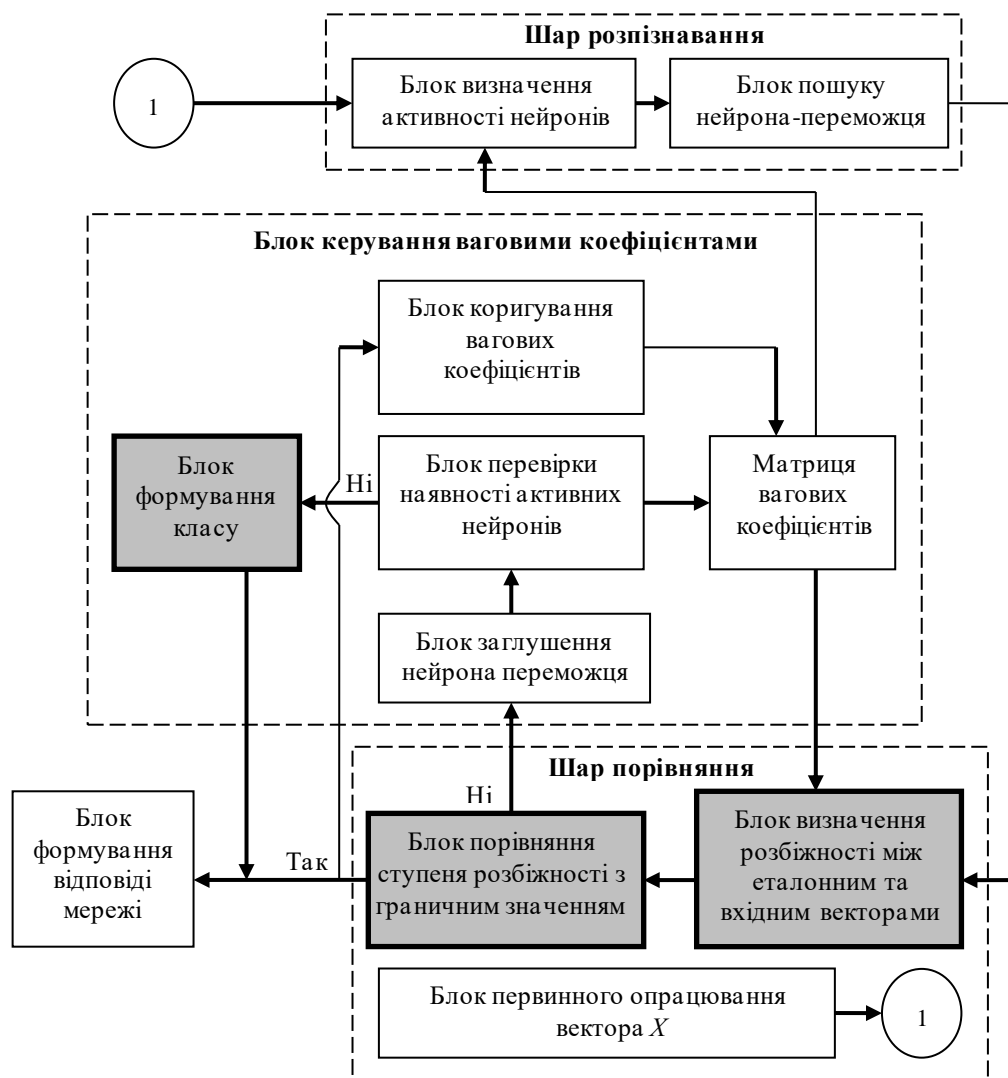 Шар розпізнавання
1
Блок визначення
активності нейронів
Блок пошуку
нейрона-переможця
Блок керування ваговими коефіцієнтами
Блок коригування
вагових
коефіцієнтів
Блок
формування
класу
Ні
Блок перевірки
наявності активних
нейронів
Матриця
вагових
коефіцієнтів
Блок заглушення
нейрона переможця
Шар порівняння
Ні
Блок
формування
відповіді
мережі
Так
Блок порівняння
ступеня розбіжності з
граничним значенням
Блок визначення
розбіжності між
еталонним та
вхідним векторами
Блок первинного опрацювання
вектора X
1